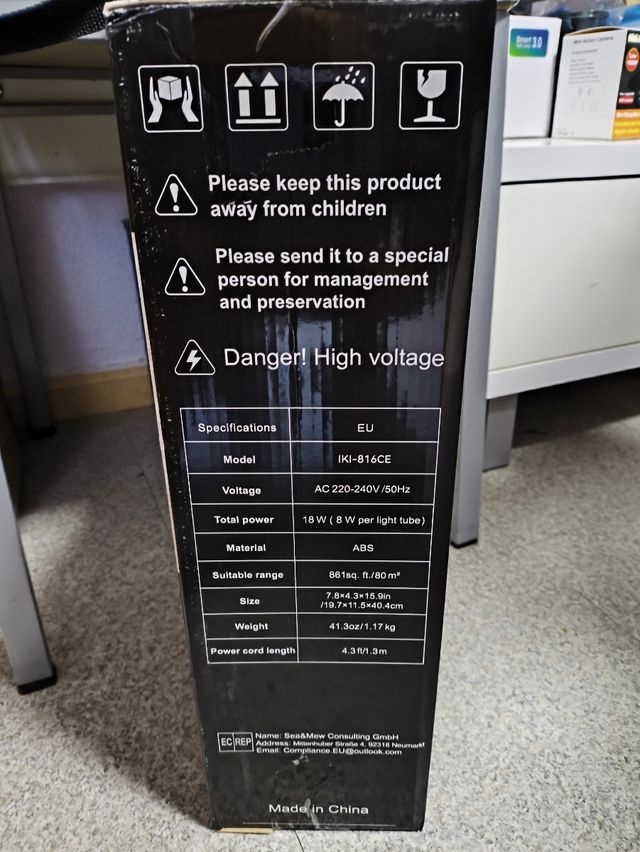 Smart 3.0
Please keep this product
away from children
Please send it to a special
person for management
and preservation
Danger! High voltage
Specifications EU
Model IKI-816CE
Voltage AC 220-240V /50Hz
Total power 18 W ( 8 W per light tube)
Material ABS
Suitable range 861sq. ft./80 m²
Size 7.8×4.3×15.9in
/19.7×11.5×40.4cm
Weight 41.3oz/1.17 kg
Power cord length 4.3 ft/1.3 m
EC REP
Name: Sea&Mew Consulting GmbH
Address: Mittenhuber Straße 4, 92318 Neumarkt
Email: Compliance.EU@outlook.com
Made in China